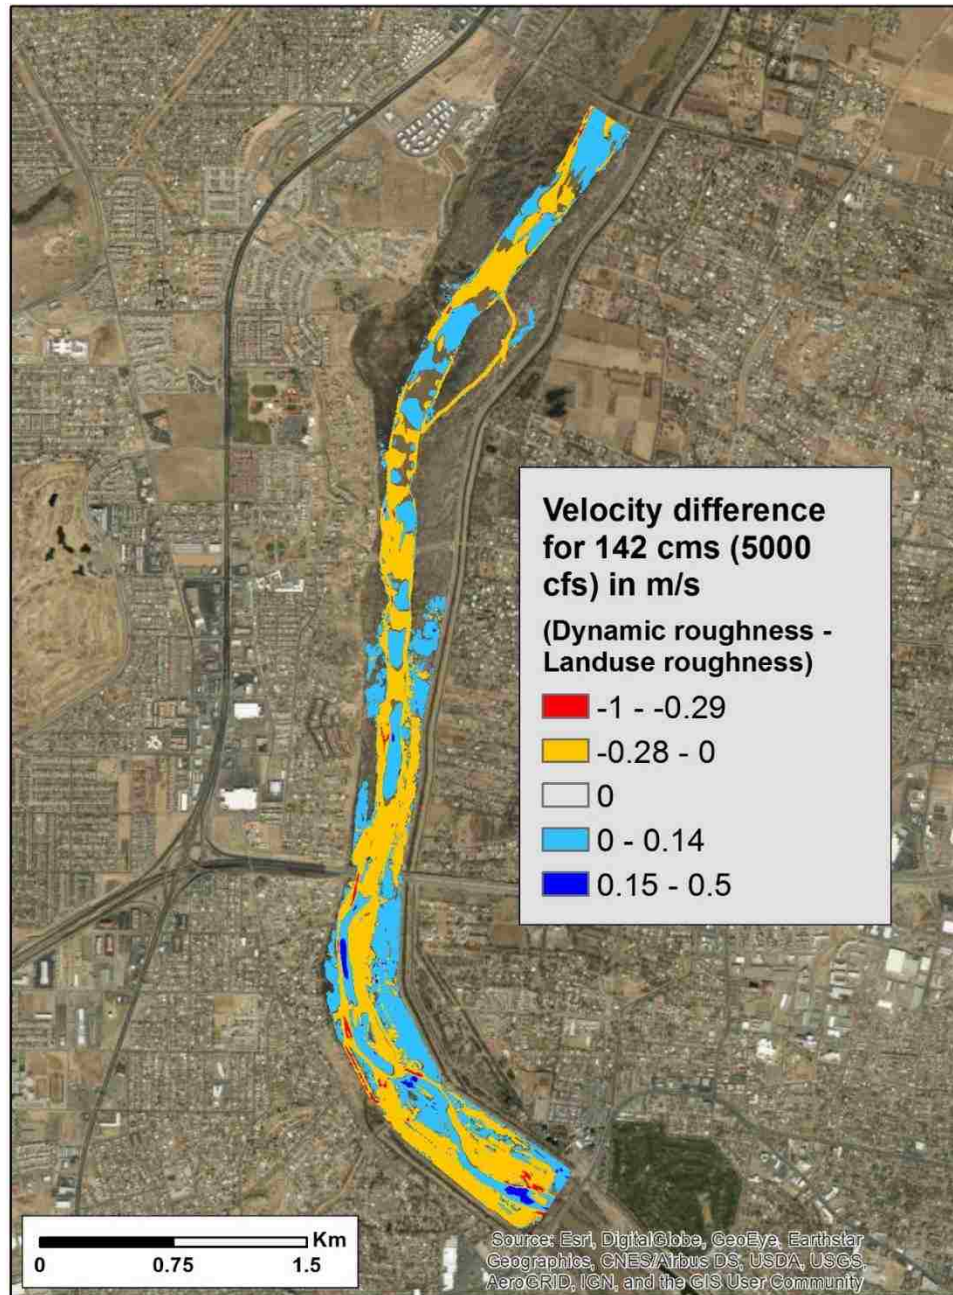 Velocity difference
for 142 cms (5000
cfs) in m/s
(Dynamic roughness -
Landuse roughness)
-1 - -0.29
-0.28 - 0
0
0 - 0.14
0.15 - 0.5
Km
0 0.75 1.5
Source: Esri, DigitalGlobe, GeoEye, Earthstar
Geographics, CNES/Airbus DS, USDA, USGS,
AeroGRID, IGN, and the GIS User Community